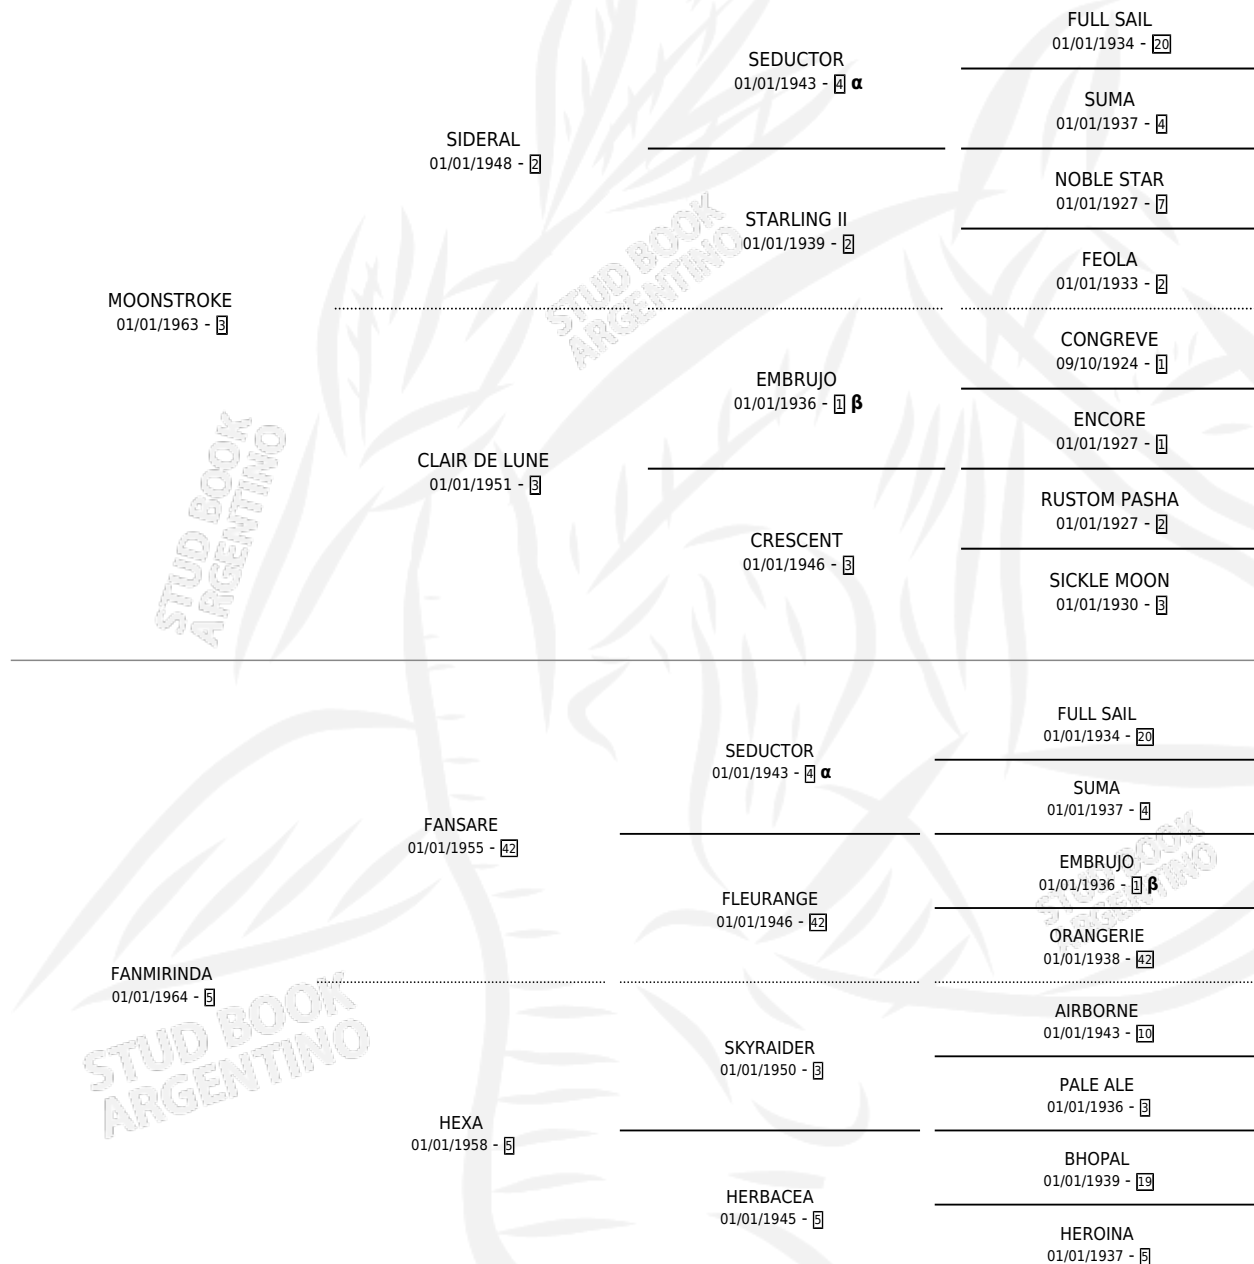 FULL SAIL
01/01/1934 - 20
SEDUCTOR
01/01/1943 - 4 α
SUMA
01/01/1937 - 4
SIDERAL
01/01/1948 - 2
NOBLE STAR
01/01/1927 - 7
STARLING II
01/01/1939 - 2
FEOLA
01/01/1933 - 2
MOONSTROKE
01/01/1963 - 3
CONGREVE
09/10/1924 - 1
EMBRUJO
01/01/1936 - 1 β
ENCORE
01/01/1927 - 1
CLAIR DE LUNE
01/01/1951 - 3
RUSTOM PASHA
01/01/1927 - 2
CRESCENT
01/01/1946 - 3
SICKLE MOON
01/01/1930 - 3
FULL SAIL
01/01/1934 - 20
SEDUCTOR
01/01/1943 - 4 α
SUMA
01/01/1937 - 4
FANSARE
01/01/1955 - 42
EMBRUJO
01/01/1936 - 1 β
FLEURANGE
01/01/1946 - 42
ORANGERIE
01/01/1938 - 42
FANMIRINDA
01/01/1964 - 5
AIRBORNE
01/01/1943 - 10
SKYRAIDER
01/01/1950 - 3
PALE ALE
01/01/1936 - 3
HEXA
01/01/1958 - 5
BHOPAL
01/01/1939 - 19
HERBACEA
01/01/1945 - 5
HEROINA
01/01/1937 - 5
STUD BOOK
ARGENTINO
STUD BOOK
ARGENTINO
STUD BOOK
ARGENTINO
STUD BOOK
ARGENTINO